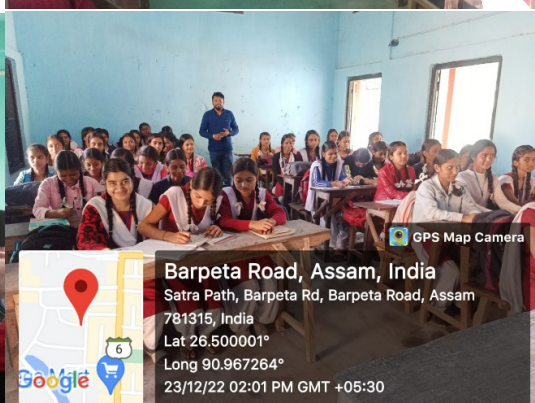 GPS Map Camera
Barpeta Road, Assam, India
Satra Path, Barpeta Rd, Barpeta Road, Assam
781315, India
Lat 26.500001°
Long 90.967264°
23/12/22 02:01 PM GMT +05:30
6
Google